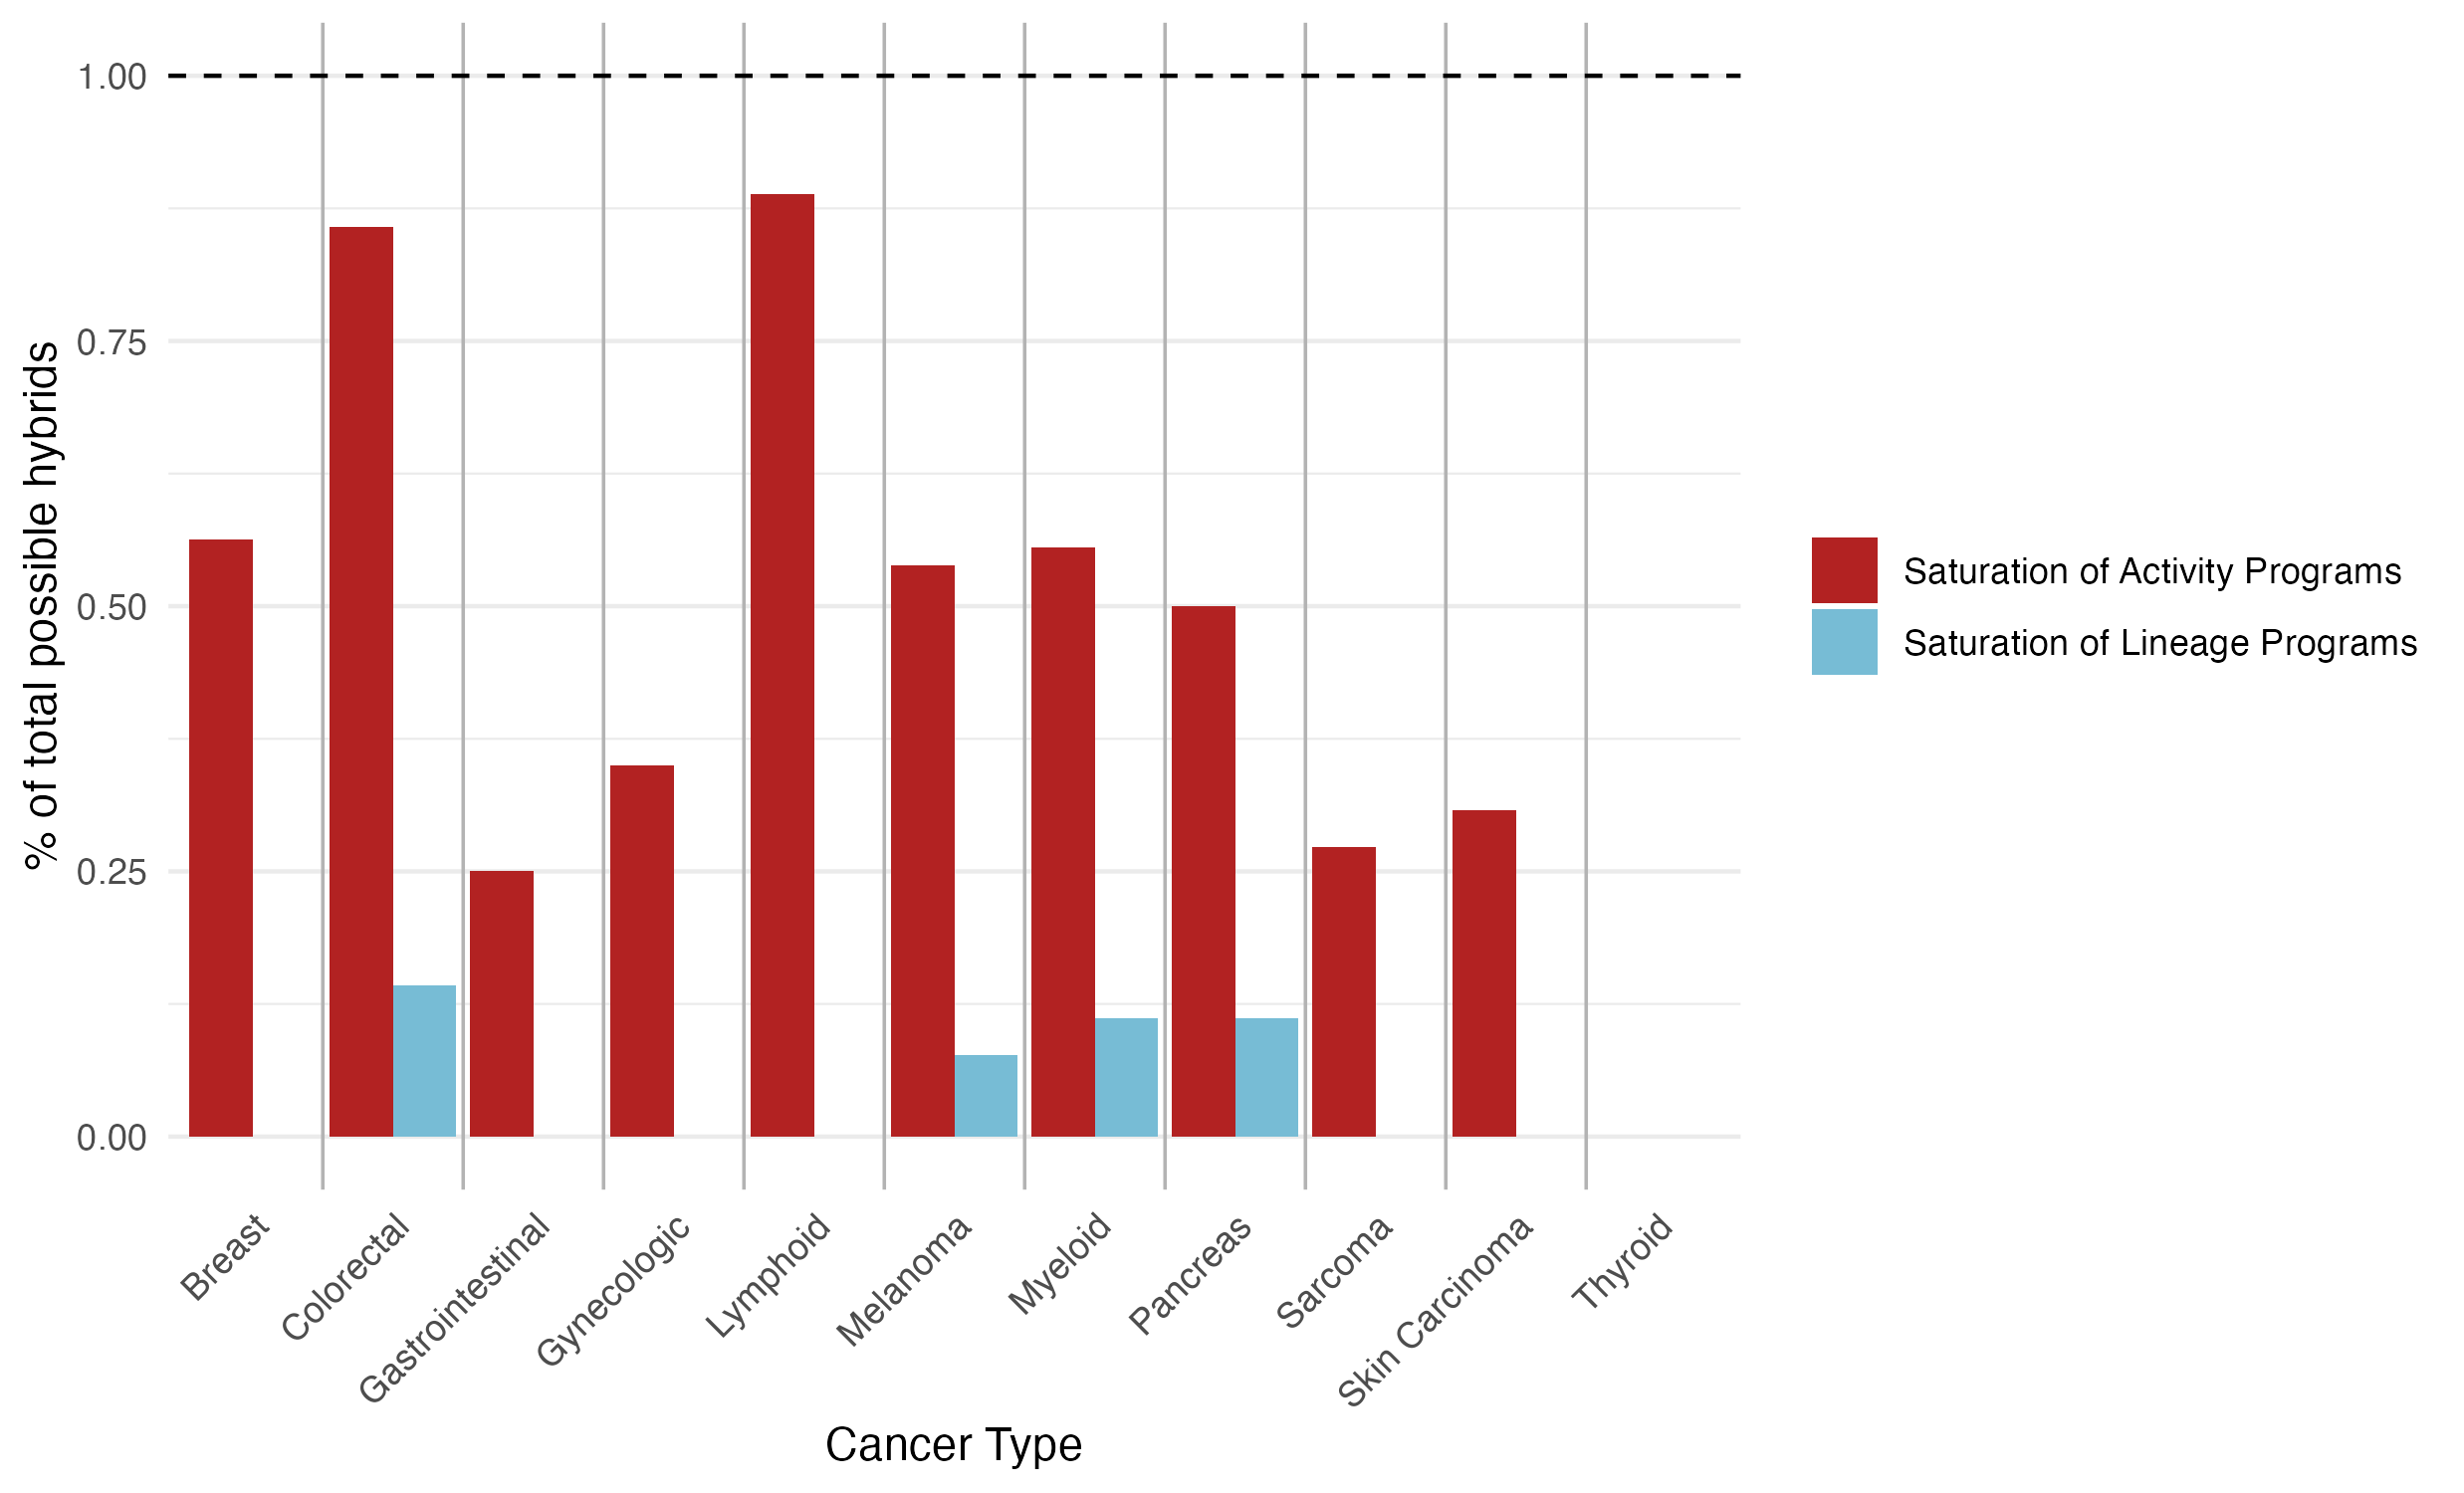 % of total possible hybrids
1.00
0.75
0.50
0.25
0.00
Breast
Colorectal
Gastrointestinal
Gynecologic
Lymphoid
Melanoma
Myeloid
Pancreas
Sarcoma
Skin Carcinoma
Thyroid
Cancer Type
Saturation of Activity Programs
Saturation of Lineage Programs